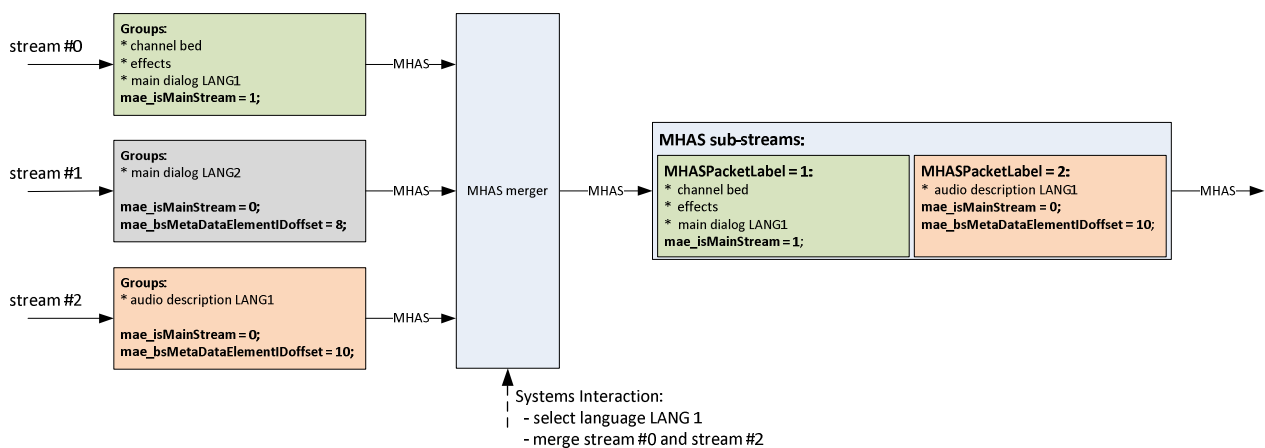 stream #0
Groups:
* channel bed
* effects
* main dialog LANG1
mae_isMainStream = 1;
MHAS
stream #1
Groups:
* main dialog LANG2
mae_isMainStream = 0;
mae_bsMetaDataElementIDoffset = 8;
MHAS
stream #2
Groups:
* audio description LANG1
mae_isMainStream = 0;
mae_bsMetaDataElementIDoffset = 10;
MHAS
MHAS merger
MHAS
Systems Interaction:
- select language LANG 1
- merge stream #0 and stream #2
MHAS sub-streams:
MHASPacketLabel = 1:
* channel bed
* effects
* main dialog LANG1
mae_isMainStream = 1;
MHASPacketLabel = 2:
* audio description LANG1
mae_isMainStream = 0;
mae_bsMetaDataElementIDoffset = 10;
MHAS